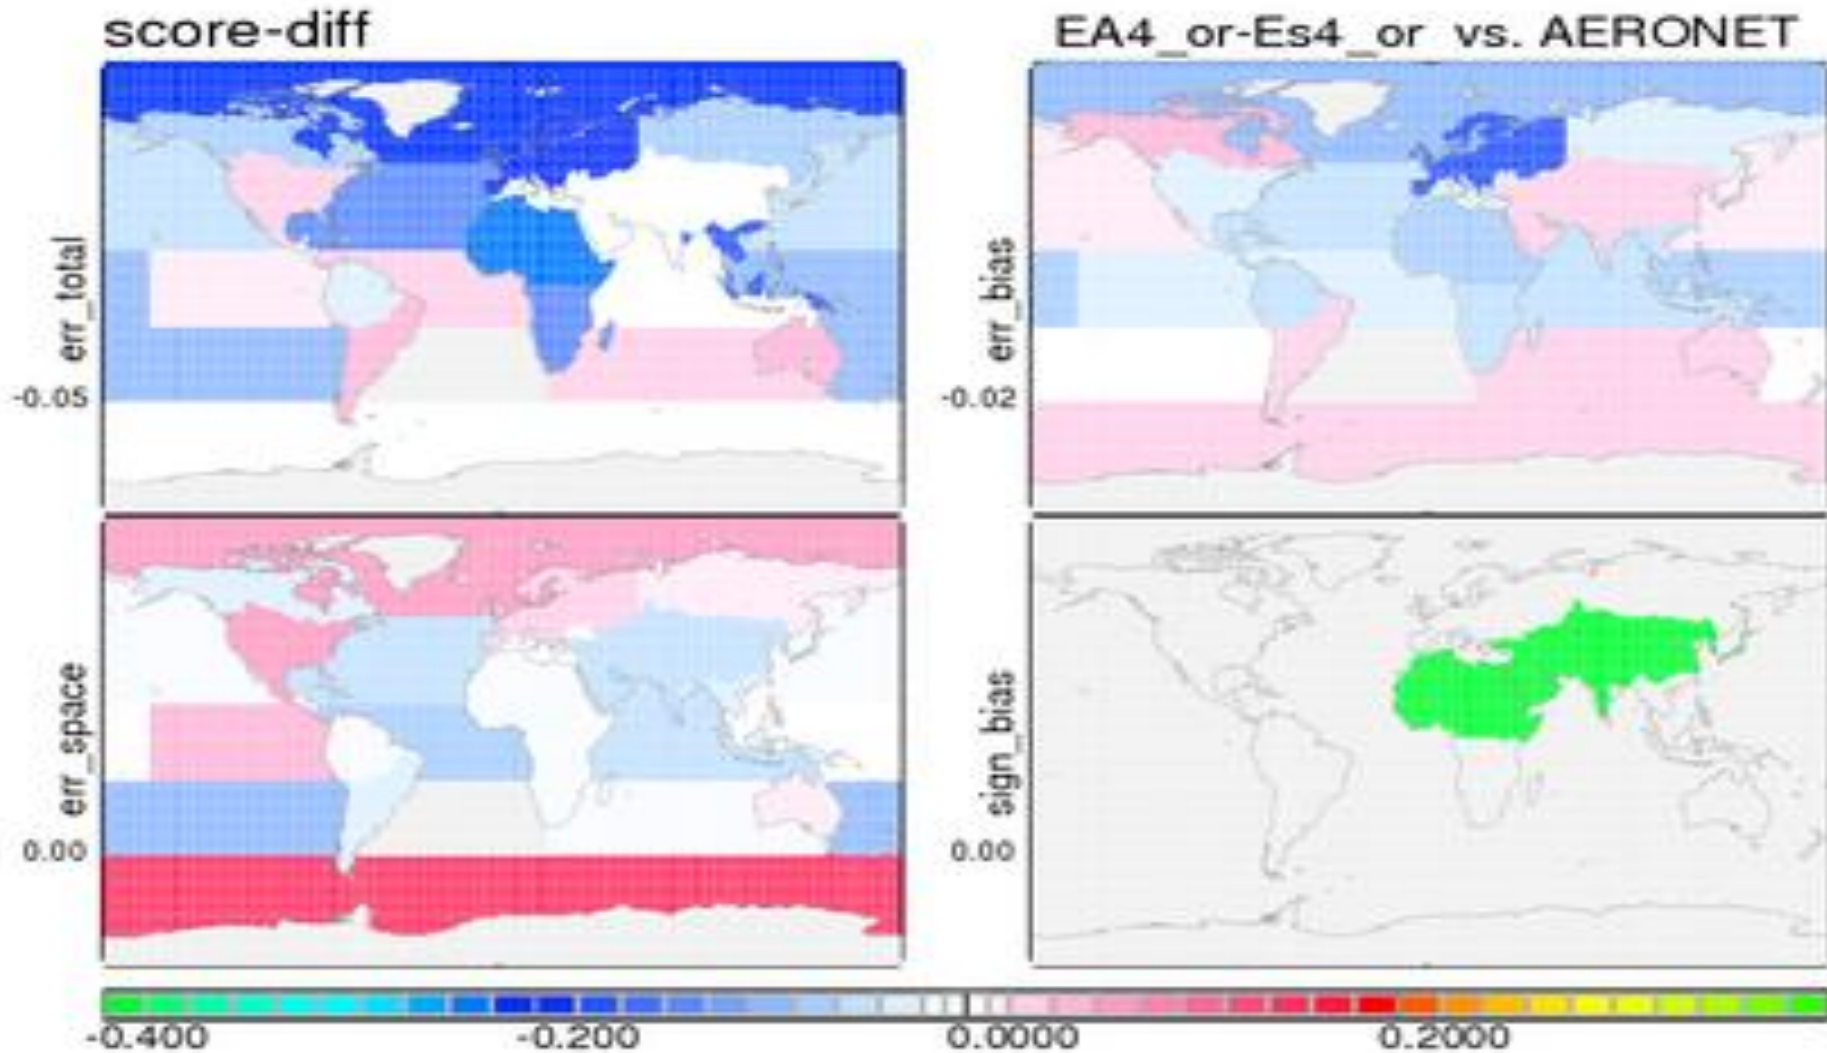 score-diff
EA4_or-Es4_or vs. AERONET
err_total
-0.05
err_bias
-0.02
err_space
0.00
sign_bias
0.00
-0.400 -0.200 0.0000 0.2000